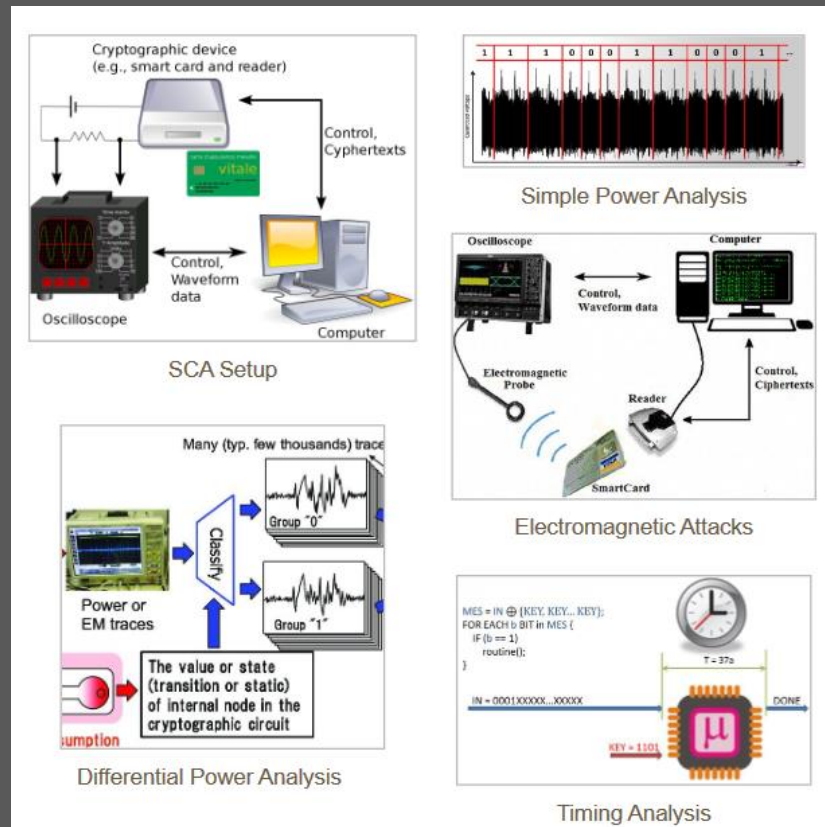 Cryptographic device
(e.g., smart card and reader)
Control,
Cyphertexts
vitale
Control,
Waveform
data
Oscilloscope
Computer
SCA Setup
1 1 1 0 0 0 1 1 0 0 0 1 ...
Simple Power Analysis
Oscilloscope
Computer
Control,
Waveform data
Electromagnetic
Probe
Reader
Control,
Ciphertexts
SmartCard
Electromagnetic Attacks
Many (typ. few thousands) trace
Group "0"
Classify
Group "1"
Power or
EM traces
The value or state
(transition or static)
of internal node in the
cryptographic circuit
sumption
Differential Power Analysis
MES = IN ⊕ [KEY, KEY... KEY};
FOR EACH b BIT in MES {
IF (b == 1)
routine();
}
T = 37a
IN = 0001XXXXX...XXXXX
DONE
μ
KEY = 1101
Timing Analysis